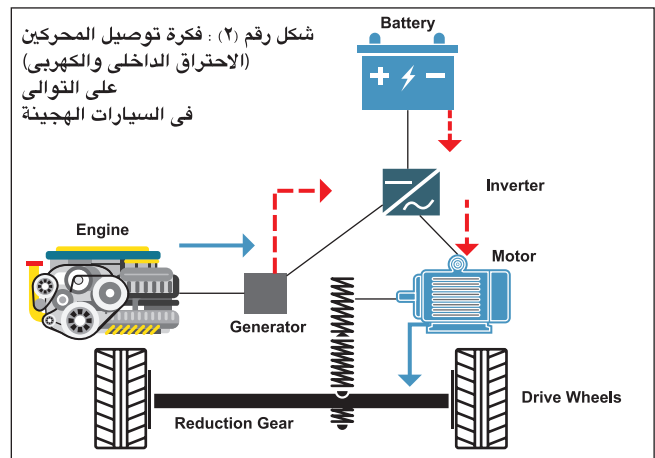 شكل رقم (٢) : فكرة توصيل المحركين
(الاحتراق الداخلى والكهربى)
على التوالى
فى السيارات الهجينة
Battery
Inverter
Engine
Motor
Generator
Drive Wheels
Reduction Gear